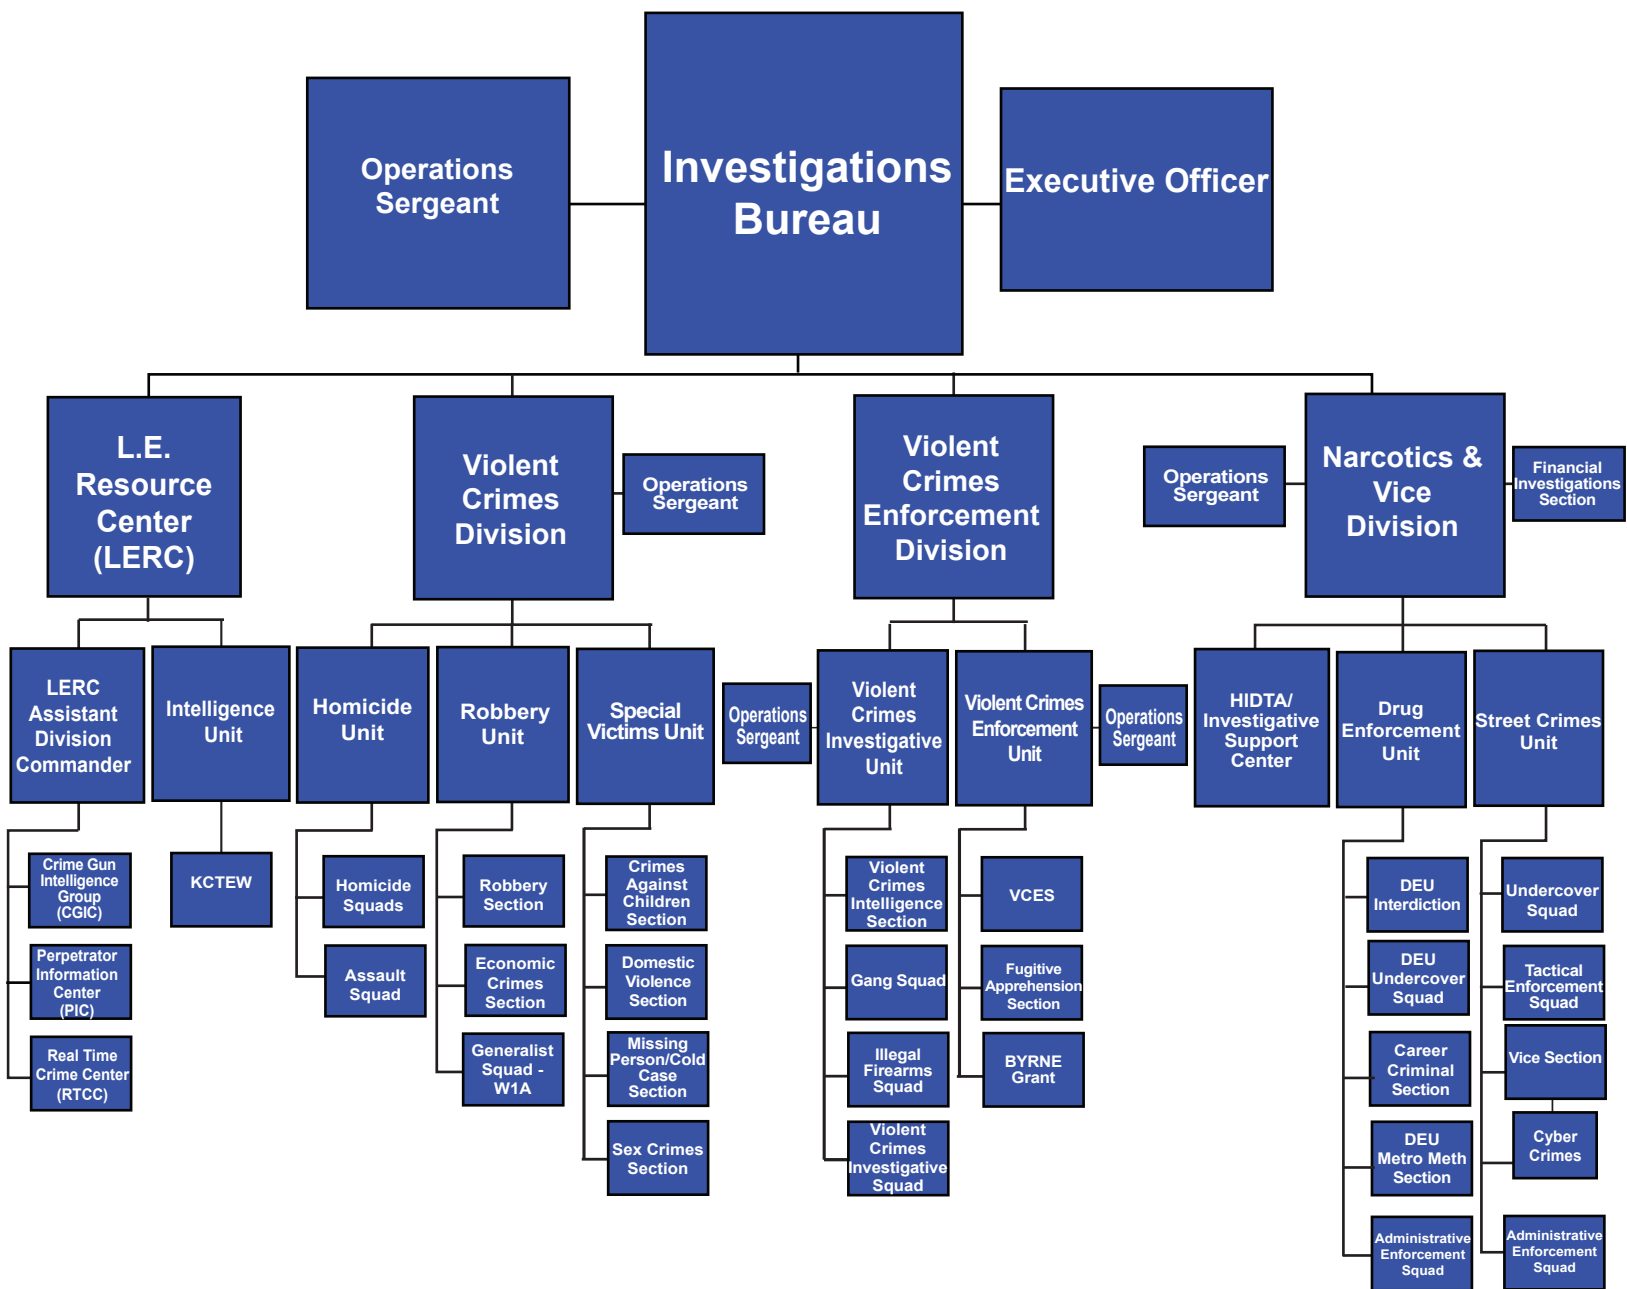 Operations
Sergeant
Investigations
Bureau
Executive Officer
L.E.
Resource
Center
(LERC)
Violent
Crimes
Division
Operations
Sergeant
Violent
Crimes
Enforcement
Division
Operations
Sergeant
Narcotics &
Vice
Division
Financial
Investigations
Section
LERC
Assistant
Division
Commander
Intelligence
Unit
Homicide
Unit
Robbery
Unit
Special
Victims Unit
Operations
Sergeant
Violent
Crimes
Investigative
Unit
Violent Crimes
Enforcement
Unit
Operations
Sergeant
HIDTA/
Investigative
Support
Center
Drug
Enforcement
Unit
Street Crimes
Unit
Crime Gun
Intelligence
Group
(CGIC)
Perpetrator
Information
Center
(PIC)
Real Time
Crime Center
(RTCC)
KCTEW
Homicide
Squads
Assault
Squad
Robbery
Section
Economic
Crimes
Section
Generalist
Squad -
W1A
Crimes
Against
Children
Section
Domestic
Violence
Section
Missing
Person/Cold
Case
Section
Sex Crimes
Section
Violent
Crimes
Intelligence
Section
Gang Squad
Illegal
Firearms
Squad
Violent
Crimes
Investigative
Squad
VCES
Fugitive
Apprehension
Section
BYRNE
Grant
DEU
Interdiction
DEU
Undercover
Squad
Career
Criminal
Section
DEU
Metro Meth
Section
Administrative
Enforcement
Squad
Undercover
Squad
Tactical
Enforcement
Squad
Vice Section
Cyber
Crimes
Administrative
Enforcement
Squad